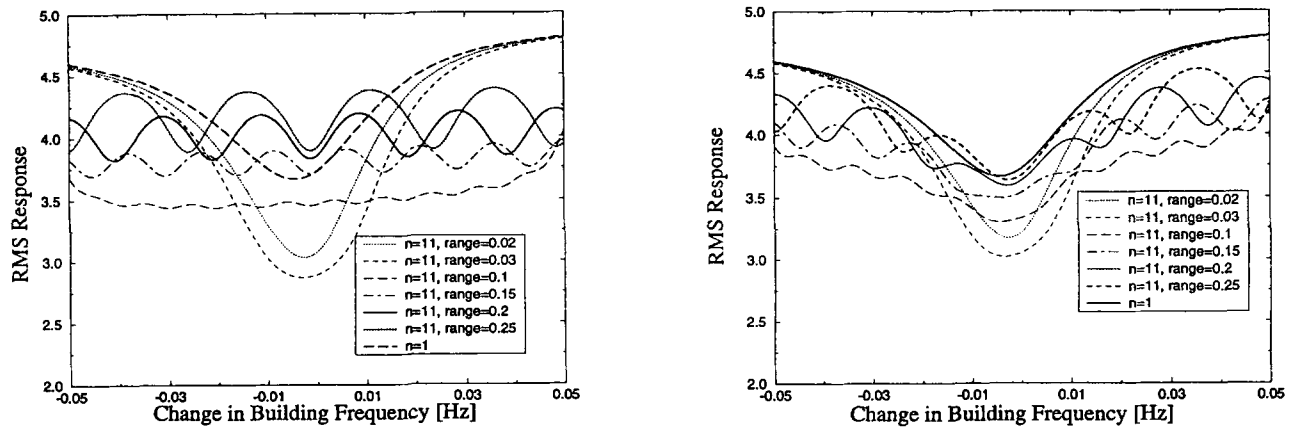 5.0
4.5
4.0
3.5
3.0
2.5
2.0
RMS Response
n=11, range=0.02
n=11, range=0.03
n=11, range=0.1
n=11, range=0.15
n=11, range=0.2
n=11, range=0.25
n=1
-0.05 -0.03 -0.01 0.01 0.03 0.05
Change in Building Frequency [Hz]
5.0
4.5
4.0
3.5
3.0
2.5
2.0
RMS Response
n=11, range=0.02
n=11, range=0.03
n=11, range=0.1
n=11, range=0.15
n=11, range=0.2
n=11, range=0.25
n=1
-0.05 -0.03 -0.01 0.01 0.03 0.05
Change in Building Frequency [Hz]